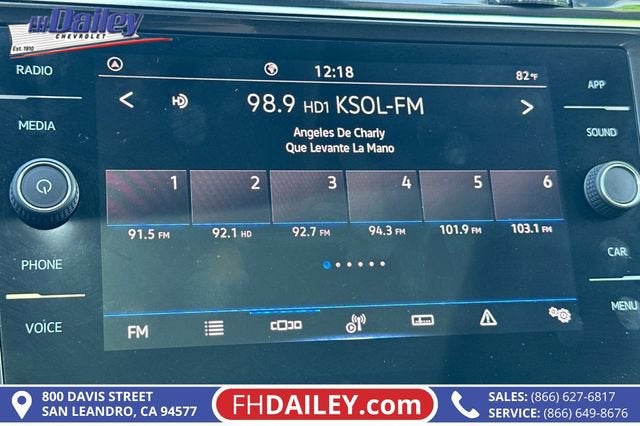 FH Dailey
CHEVROLET
Est. 1910
RADIO
MEDIA
PHONE
VOICE
12:18
82°F
98.9 HD1 KSOL-FM
Angeles De Charly
Que Levante La Mano
1 2 3 4 5 6
91.5 FM 92.1 HD 92.7 FM 94.3 FM 101.9 FM 103.1 FM
FM
APP
SOUND
CAR
MENU
800 DAVIS STREET
SAN LEANDRO, CA 94577
FHDAILEY.com
SALES: (866) 627-6817
SERVICE: (866) 649-8676